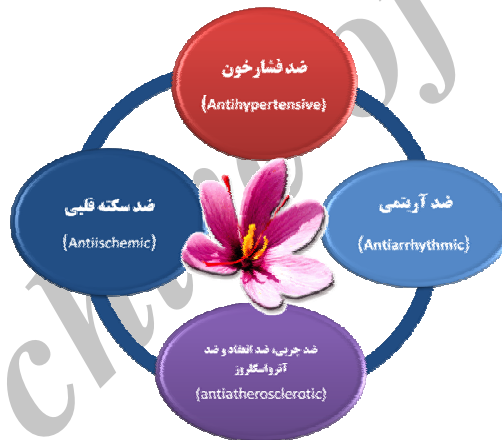 ضد فشارخون
(Antihypertensive)
ضد سکته قلبی
(Antiischemic)
ضد آریتمی
(Antiarrhythmic)
ضد چربی، ضد انعقاد و ضد
آترواسکلروز
(antiatherosclerotic)